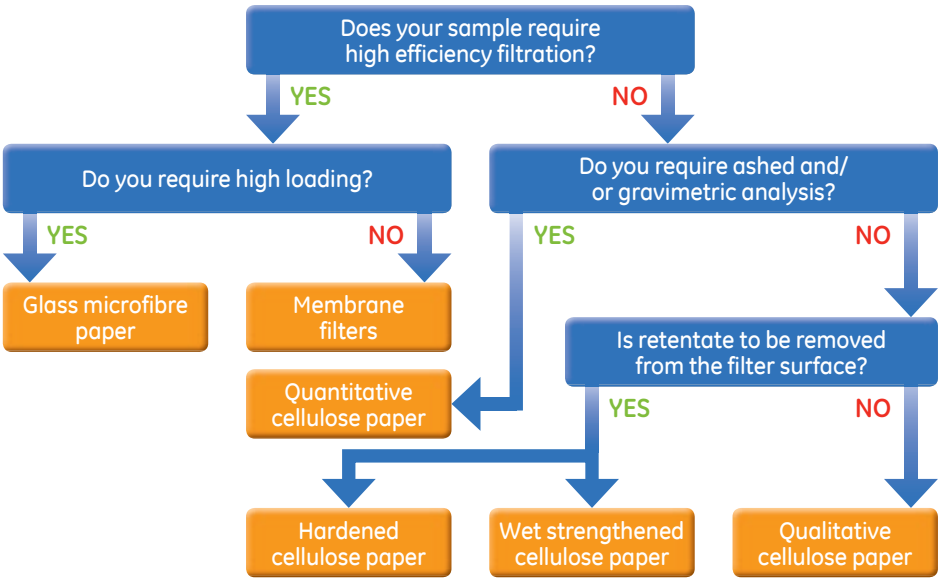 Does your sample require
high efficiency filtration?
YES
NO
Do you require high loading?
Do you require ashed and/
or gravimetric analysis?
YES
NO
YES
NO
Glass microfibre
paper
Membrane
filters
Is retentate to be removed
from the filter surface?
Quantitative
cellulose paper
YES
NO
Hardened
cellulose paper
Wet strengthened
cellulose paper
Qualitative
cellulose paper